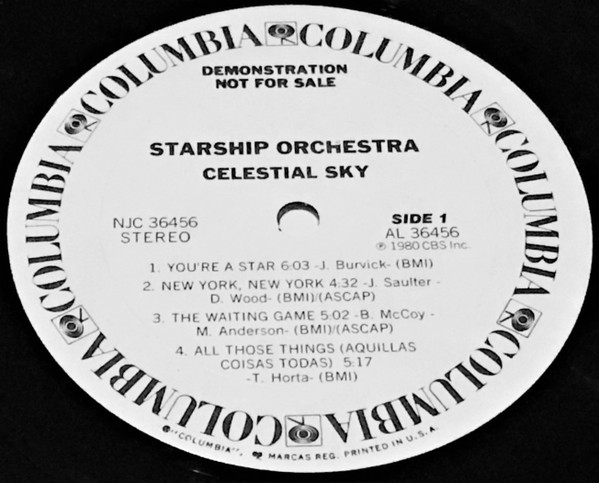 COLUMBIA COLUMBIA COLUMBIA COLUMBIA COLUMBIA COLUMBIA COLUMBIA COLUMBIA
DEMONSTRATION
NOT FOR SALE
STARSHIP ORCHESTRA
CELESTIAL SKY
NJC 36456
STEREO
SIDE 1
AL 36456
℗ 1980 CBS Inc.
1. YOU'RE A STAR 6:03 -J. Burvick- (BMI)
2. NEW YORK, NEW YORK 4:32 -J. Saulter -
D. Wood- (BMI)/(ASCAP)
3. THE WAITING GAME 5:02 -B. McCoy -
M. Anderson- (BMI)/(ASCAP)
4. ALL THOSE THINGS (AQUILLAS
COISAS TODAS) 5:17
-T. Horta- (BMI)
"COLUMBIA", MARCAS REG. PRINTED IN U.S.A.